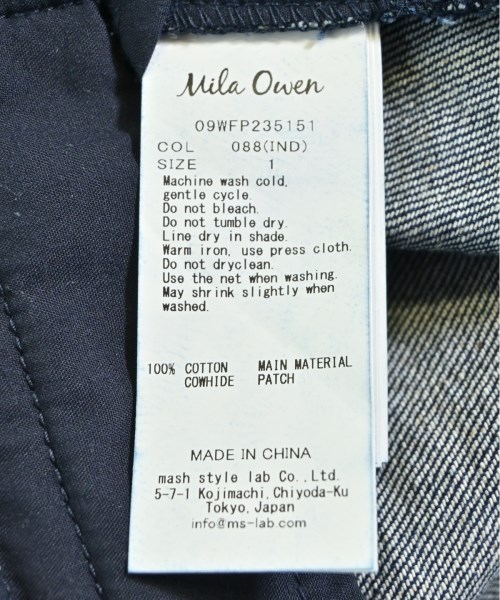 Mila Owen
09WFP235151
COL 088(IND)
SIZE 1
Machine wash cold,
gentle cycle.
Do not bleach.
Do not tumble dry.
Line dry in shade.
Warm iron, use press cloth.
Do not dryclean.
Use the net when washing.
May shrink slightly when
washed.
100% COTTON MAIN MATERIAL
COWHIDE PATCH
MADE IN CHINA
mash style lab Co.,Ltd.
5-7-1 Kojimachi,Chiyoda-Ku
Tokyo,Japan
info@ms-lab.com